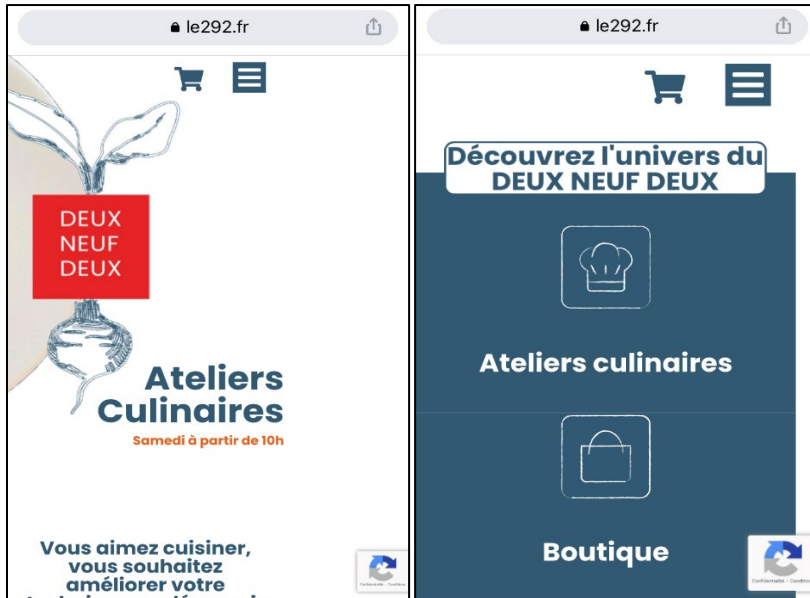 le292.fr
DEUX
NEUF
DEUX
Ateliers
Culinaires
Samedi à partir de 10h
Vous aimez cuisiner,
vous souhaitez
améliorer votre
le292.fr
Découvrez l'univers du
DEUX NEUF DEUX
Ateliers culinaires
Boutique